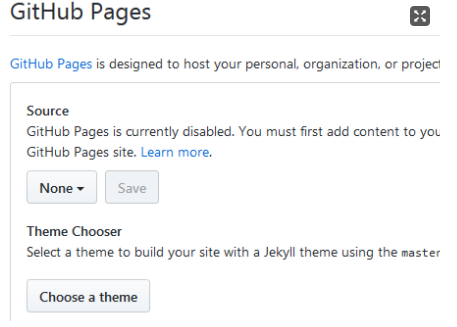 GitHub Pages
GitHub Pages is designed to host your personal, organization, or project
Source
GitHub Pages is currently disabled. You must first add content to you
GitHub Pages site. Learn more.
None Save
Theme Chooser
Select a theme to build your site with a Jekyll theme using the master
Choose a theme